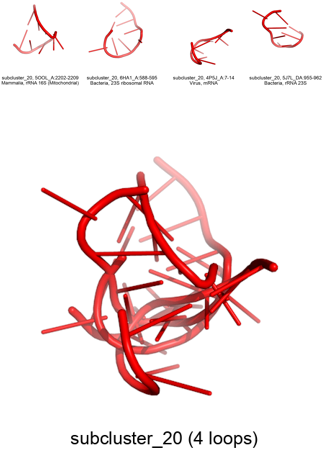 subcluster_20, 5OOL_A:2202-2209
Mammalia, rRNA 16S (Mitochondrial)
subcluster_20, 6HA1_A:588-595
Bacteria, 23S ribosomal RNA
subcluster_20, 4P5J_A:7-14
Virus, mRNA
subcluster_20, 5J7L_DA:955-962
Bacteria, rRNA 23S
subcluster_20 (4 loops)